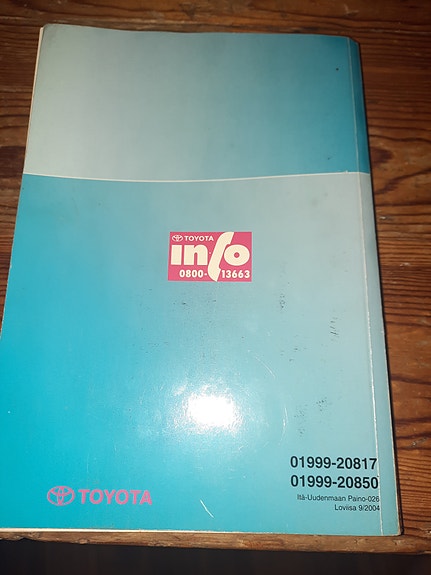 TOYOTA
info
0800-13663
01999-20817
01999-20850
Itä-Uudenmaan Paino-026
Loviisa 9/2004
TOYOTA